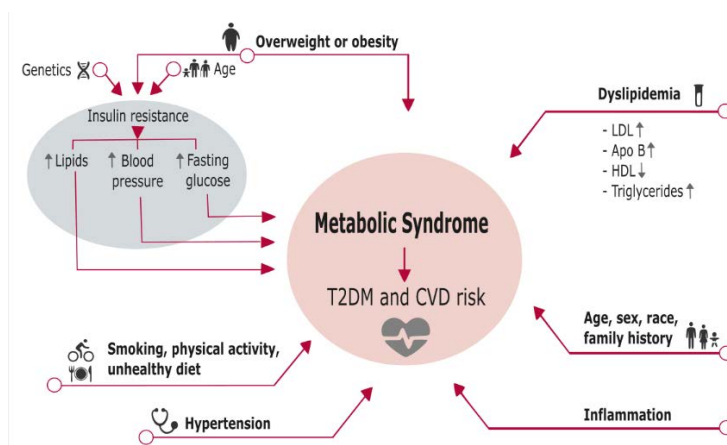 Overweight or obesity
Genetics
Age
Insulin resistance
↑Lipids
↑ Blood
pressure
↑ Fasting
glucose
Dyslipidemia
- LDL↑
- Apo B↑
- HDL↓
- Triglycerides↑
Metabolic Syndrome
T2DM and CVD risk
Age, sex, race,
family history
Smoking, physical activity,
unhealthy diet
Hypertension
Inflammation